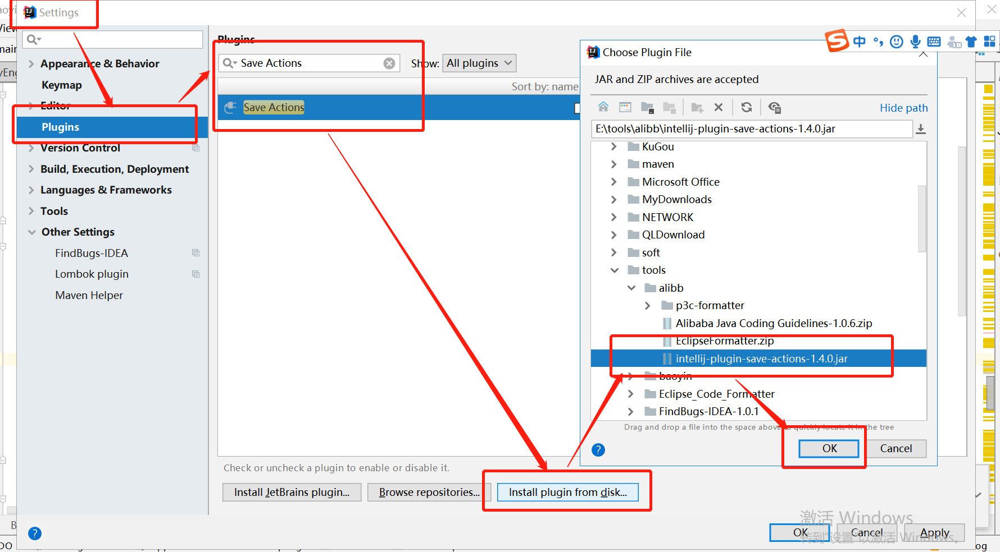 Settings
View
Appearance & Behavior
Keymap
Editor
Plugins
Version Control
Build, Execution, Deployment
Languages & Frameworks
Tools
Other Settings
FindBugs-IDEA
Lombok plugin
Maven Helper
Plugins
Save Actions
Show: All plugins
Sort by: name
Save Actions
Check or uncheck a plugin to enable or disable it.
Install JetBrains plugin...
Browse repositories...
Install plugin from disk...
Choose Plugin File
中
JAR and ZIP archives are accepted
Hide path
E:\tools\alibb\intellij-plugin-save-actions-1.4.0.jar
KuGou
maven
Microsoft Office
MyDownloads
NETWORK
QLDownload
soft
tools
alibb
p3c-formatter
Alibaba Java Coding Guidelines-1.0.6.zip
EclipseFormatter.zip
intellij-plugin-save-actions-1.4.0.jar
baoyin
Eclipse_Code_Formatter
FindBugs-IDEA-1.0.1
Drag and drop a file into the space above to quickly locate it in the tree
?
OK
Cancel
激活 Windows
转到"设置"以激活 Windows。
?
OK
Cancel
Apply